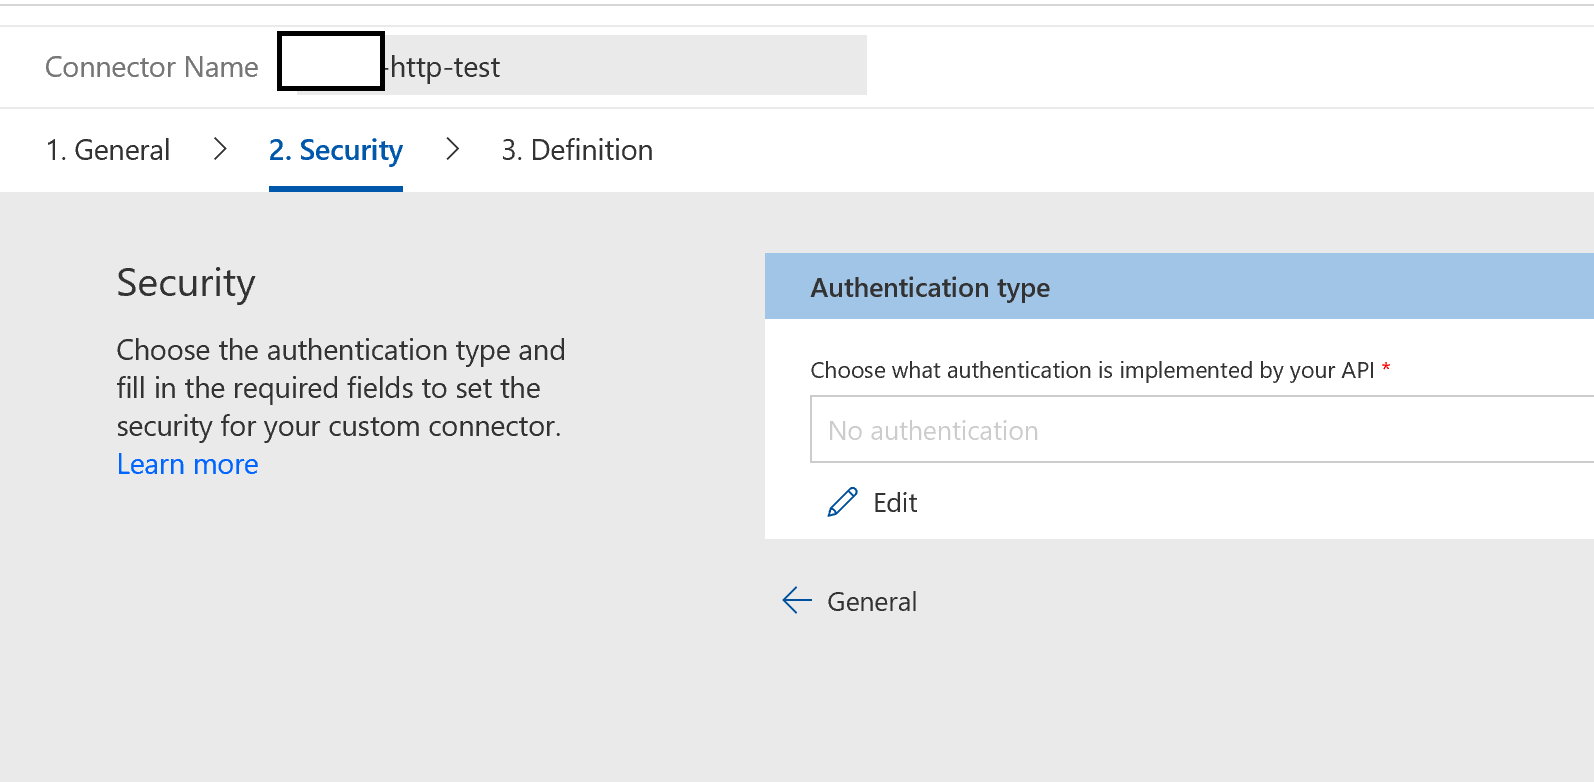 Connector Name -http-test
1. General > 2. Security > 3. Definition
Security
Choose the authentication type and
fill in the required fields to set the
security for your custom connector.
Learn more
Authentication type
Choose what authentication is implemented by your API *
No authentication
Edit
General